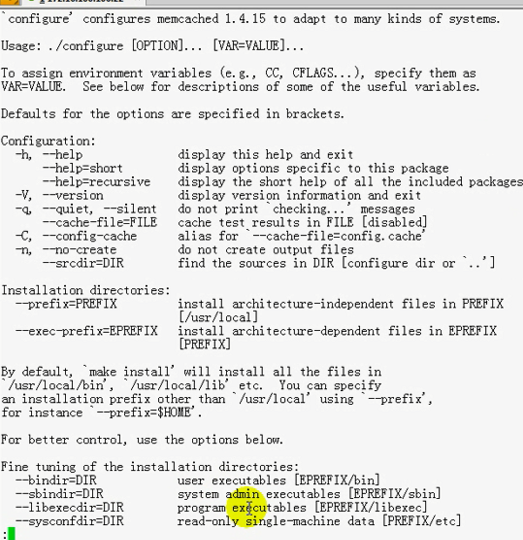 `configure' configures memcached 1.4.15 to adapt to many kinds of systems.
Usage: ./configure [OPTION]... [VAR=VALUE]...
To assign environment variables (e.g., CC, CFLAGS...), specify them as
VAR=VALUE.  See below for descriptions of some of the useful variables.
Defaults for the options are specified in brackets.
Configuration:
  -h, --help              display this help and exit
      --help=short        display options specific to this package
      --help=recursive    display the short help of all the included packages
  -V, --version           display version information and exit
  -q, --quiet, --silent   do not print `checking...' messages
      --cache-file=FILE   cache test results in FILE [disabled]
  -C, --config-cache      alias for `--cache-file=config.cache'
  -n, --no-create         do not create output files
      --srcdir=DIR        find the sources in DIR [configure dir or `..']
Installation directories:
  --prefix=PREFIX         install architecture-independent files in PREFIX
                          [/usr/local]
  --exec-prefix=EPREFIX   install architecture-dependent files in EPREFIX
                          [PREFIX]
By default, `make install' will install all the files in
`/usr/local/bin', `/usr/local/lib' etc.  You can specify
an installation prefix other than `/usr/local' using `--prefix',
for instance `--prefix=$HOME'.
For better control, use the options below.
Fine tuning of the installation directories:
  --bindir=DIR            user executables [EPREFIX/bin]
  --sbindir=DIR           system admin executables [EPREFIX/sbin]
  --libexecdir=DIR        program executables [EPREFIX/libexec]
  --sysconfdir=DIR        read-only single-machine data [PREFIX/etc]
: